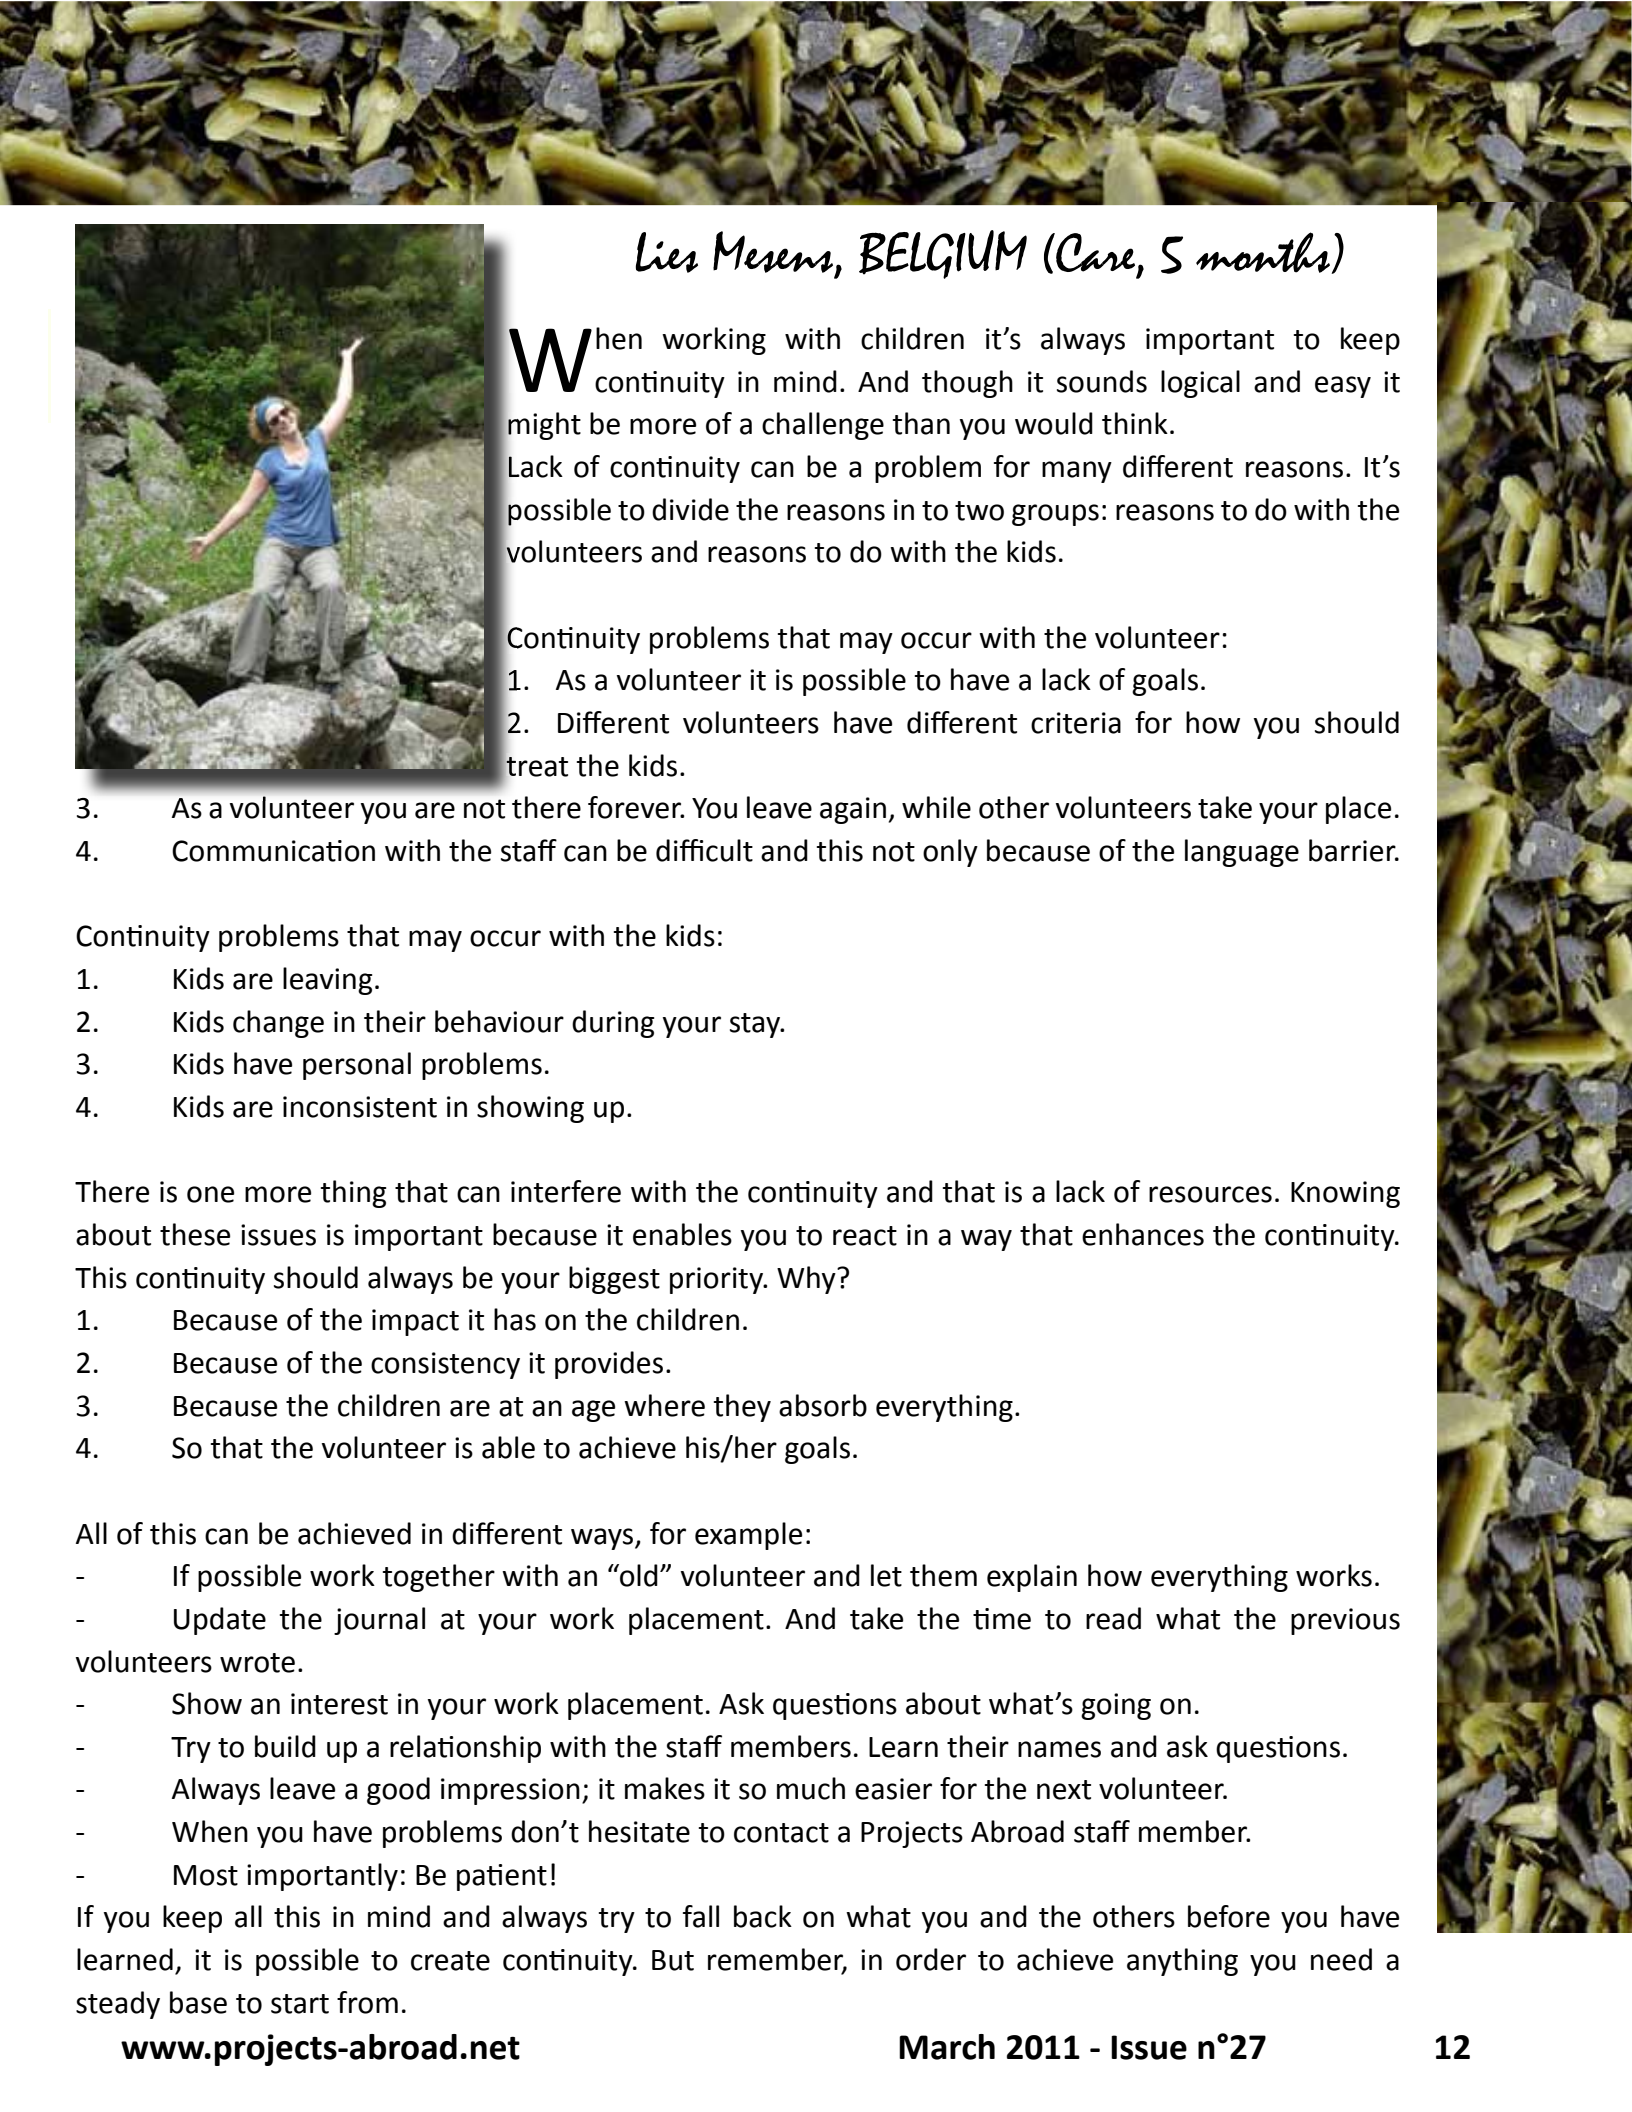 Lies Mesens, BELGIUM (Care, 5 months)
When working with children it’s always important to keep
continuity in mind. And though it sounds logical and easy it
might be more of a challenge than you would think.
Lack of continuity can be a problem for many different reasons. It’s
possible to divide the reasons in to two groups: reasons to do with the
volunteers and reasons to do with the kids.
Continuity problems that may occur with the volunteer:
1. As a volunteer it is possible to have a lack of goals.
2. Different volunteers have different criteria for how you should
treat the kids.
3. As a volunteer you are not there forever. You leave again, while other volunteers take your place.
4. Communication with the staff can be difficult and this not only because of the language barrier.
Continuity problems that may occur with the kids:
1. Kids are leaving.
2. Kids change in their behaviour during your stay.
3. Kids have personal problems.
4. Kids are inconsistent in showing up.
There is one more thing that can interfere with the continuity and that is a lack of resources. Knowing
about these issues is important because it enables you to react in a way that enhances the continuity.
This continuity should always be your biggest priority. Why?
1. Because of the impact it has on the children.
2. Because of the consistency it provides.
3. Because the children are at an age where they absorb everything.
4. So that the volunteer is able to achieve his/her goals.
All of this can be achieved in different ways, for example:
- If possible work together with an “old” volunteer and let them explain how everything works.
- Update the journal at your work placement. And take the time to read what the previous
volunteers wrote.
- Show an interest in your work placement. Ask questions about what’s going on.
- Try to build up a relationship with the staff members. Learn their names and ask questions.
- Always leave a good impression; it makes it so much easier for the next volunteer.
- When you have problems don’t hesitate to contact a Projects Abroad staff member.
- Most importantly: Be patient!
If you keep all this in mind and always try to fall back on what you and the others before you have
learned, it is possible to create continuity. But remember, in order to achieve anything you need a
steady base to start from.
www.projects-abroad.net March 2011 - Issue n°27 12